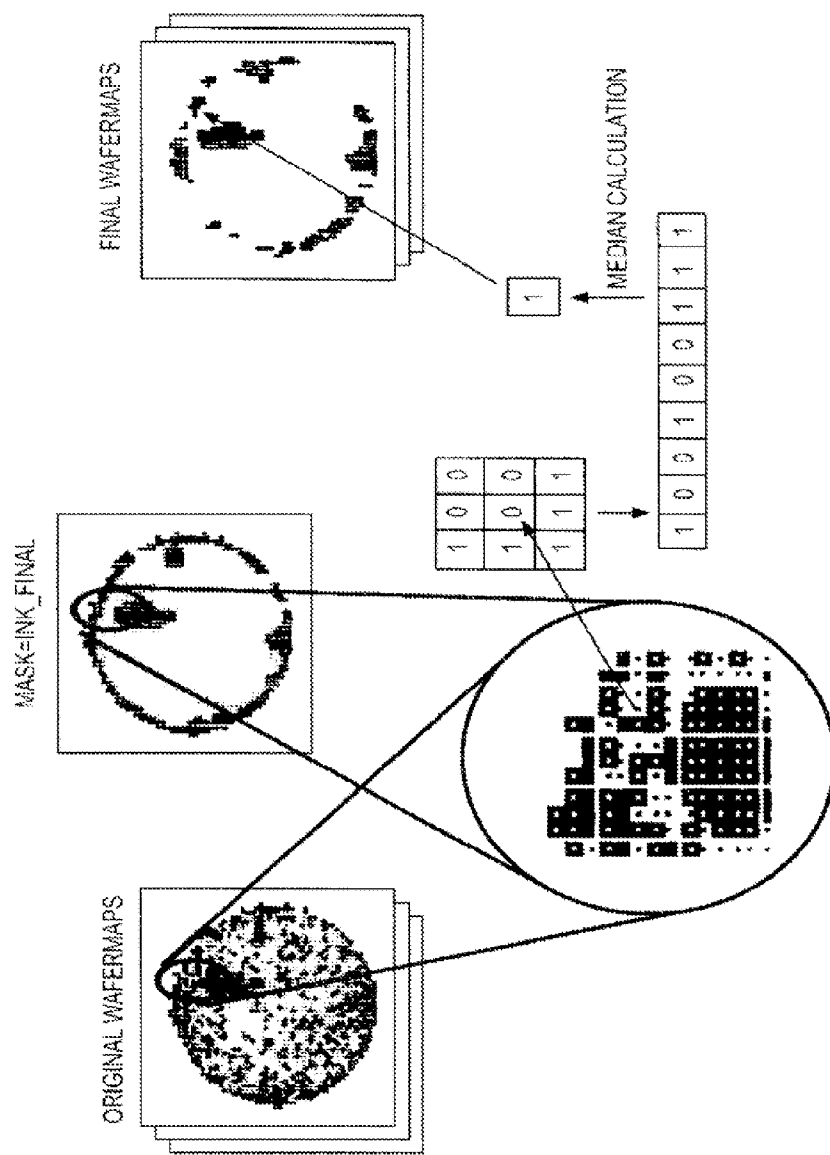 MASK=INK_FINAL
ORIGINAL WAFERMAPS
FINAL WAFERMAPS
1 0 0
1 0 0
1 1 1
1
MEDIAN CALCULATION
1 0 0 1 0 0 1 1 1